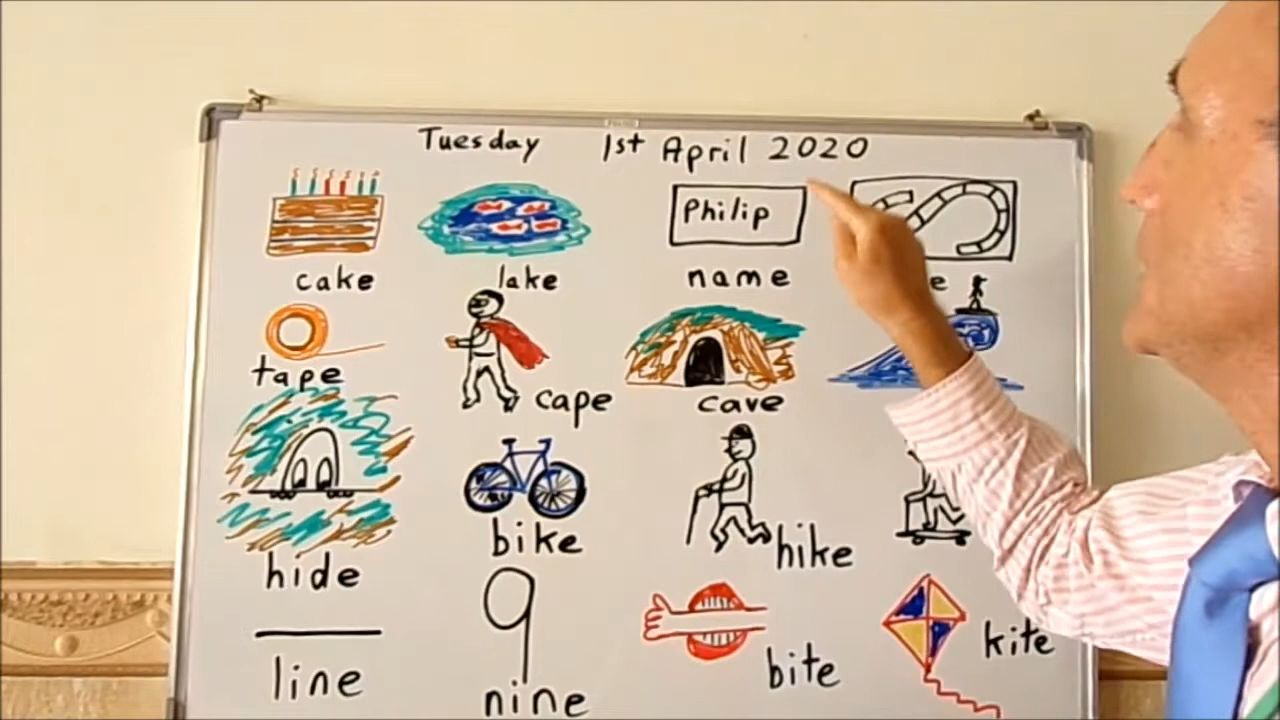 Tuesday 1st April 2020
Philip
cake lake name
tape cape cave
hide bike hike
line nine bite kite